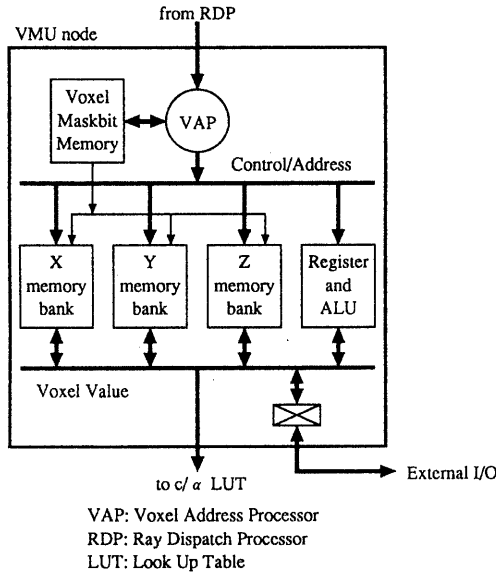 from RDP
VMU node
Voxel
Maskbit
Memory
VAP
Control/Address
X
memory
bank
Y
memory
bank
Z
memory
bank
Register
and
ALU
Voxel Value
External I/O
to c/ α LUT
VAP: Voxel Address Processor
RDP: Ray Dispatch Processor
LUT: Look Up Table